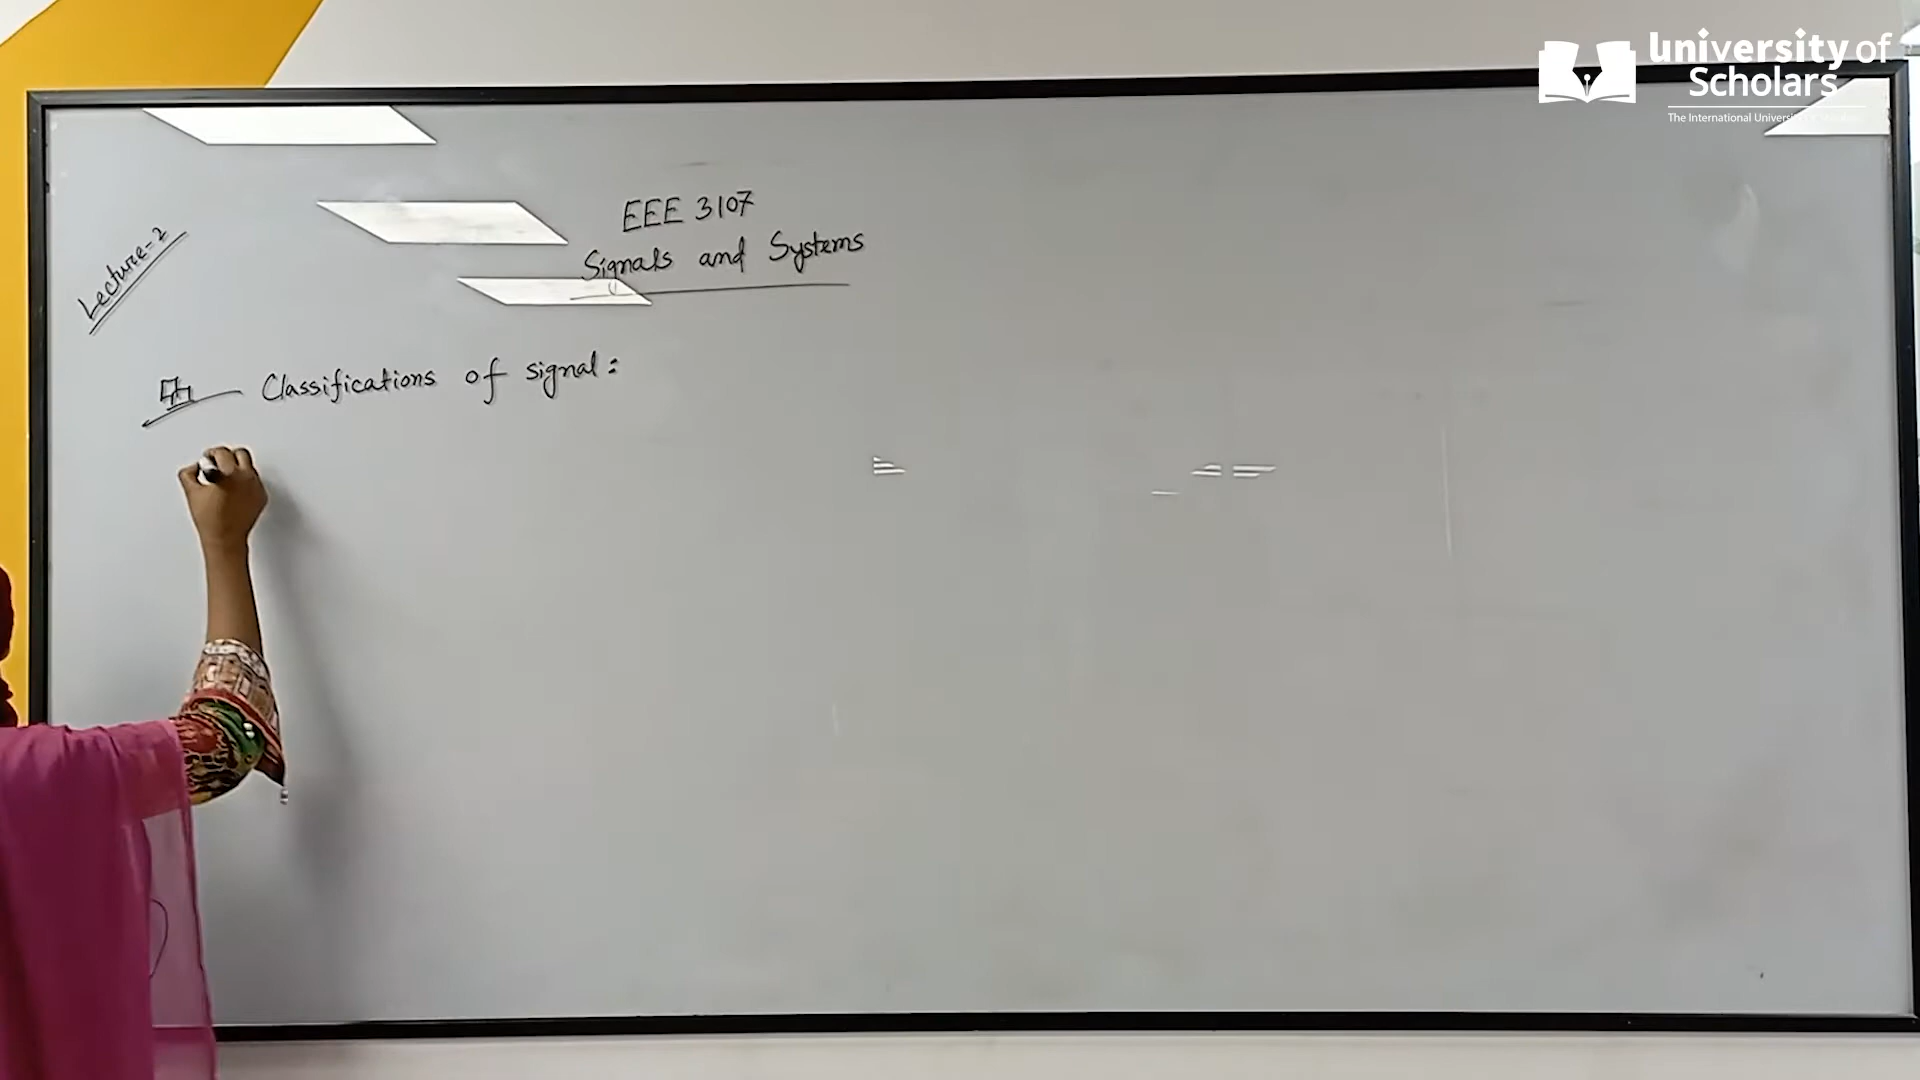 University of
Scholars
EEE 3107
Signals and Systems
Lecture-2
Classifications of signal: